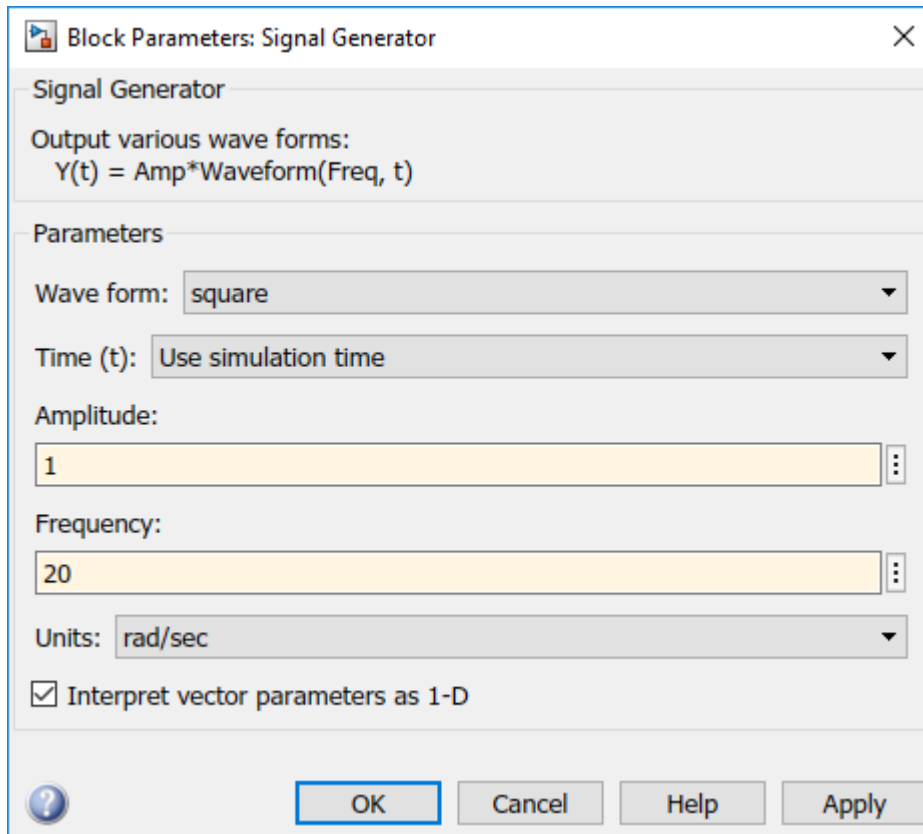 Block Parameters: Signal Generator
Signal Generator
Output various wave forms:
Y(t) = Amp*Waveform(Freq, t)
Parameters
Wave form: square
Time (t): Use simulation time
Amplitude:
1
Frequency:
20
Units: rad/sec
Interpret vector parameters as 1-D
? OK Cancel Help Apply